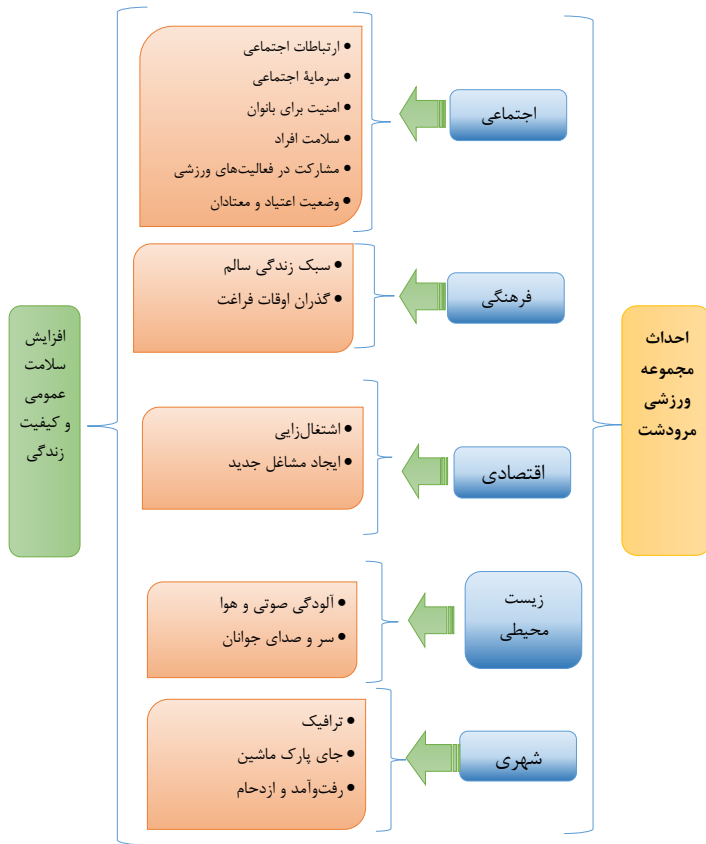 احداث
مجموعه
ورزشی
مرودشت
اجتماعی
• ارتباطات اجتماعی
• سرمایۀ اجتماعی
• امنیت برای بانوان
• سلامت افراد
• مشارکت در فعالیت‌های ورزشی
• وضعیت اعتیاد و معتادان
فرهنگی
• سبک زندگی سالم
• گذران اوقات فراغت
اقتصادی
• اشتغال‌زایی
• ایجاد مشاغل جدید
زیست
محیطی
• آلودگی صوتی و هوا
• سر و صدای جوانان
شهری
• ترافیک
• جای پارک ماشین
• رفت‌وآمد و ازدحام
افزایش
سلامت
عمومی
و کیفیت
زندگی